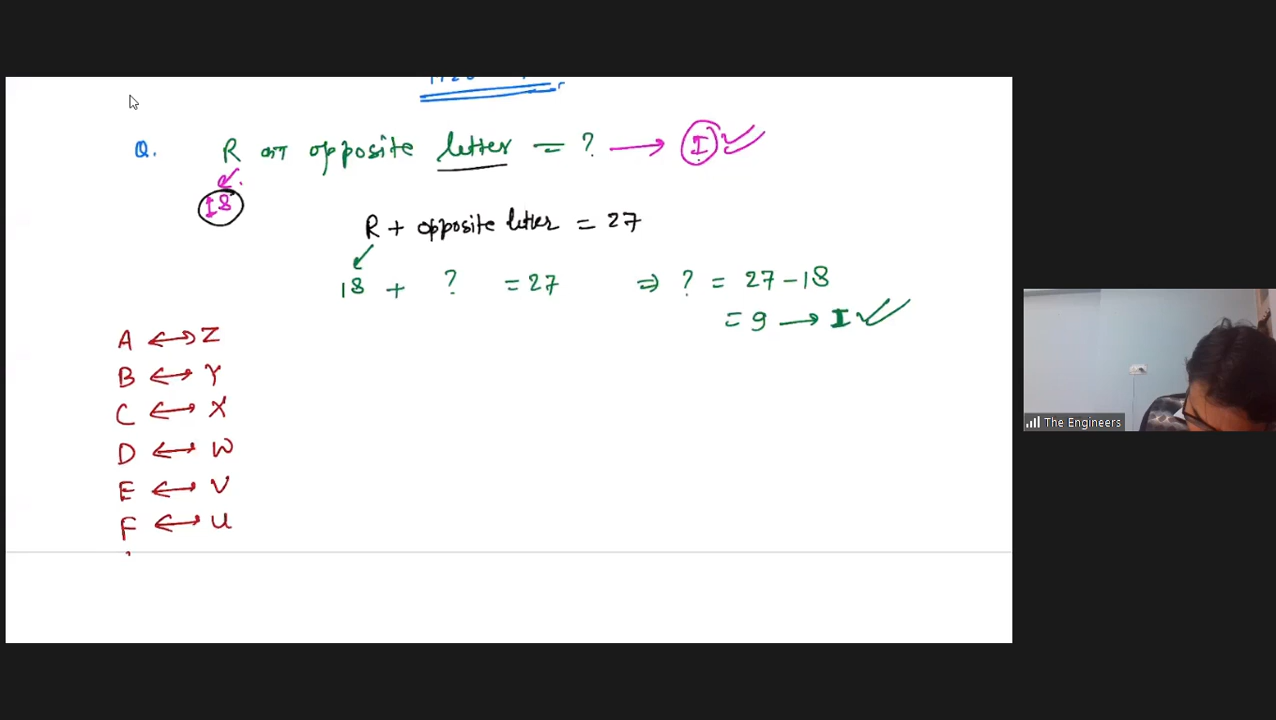 Q. R का opposite letter = ? → I
18
R + opposite letter = 27
18 + ? = 27 ⇒ ? = 27 - 18
= 9 → I
A ↔ Z
B ↔ Y
C ↔ X
D ↔ W
E ↔ V
F ↔ U
The Engineers